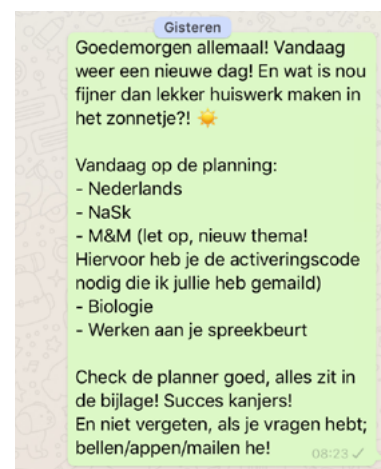 Gisteren
Goedemorgen allemaal! Vandaag
weer een nieuwe dag! En wat is nou
fijner dan lekker huiswerk maken in
het zonnetje?! ☀️
Vandaag op de planning:
- Nederlands
- NaSk
- M&M (let op, nieuw thema!
Hiervoor heb je de activeringscode
nodig die ik jullie heb gemaild)
- Biologie
- Werken aan je spreekbeurt
Check de planner goed, alles zit in
de bijlage! Succes kanjers!
En niet vergeten, als je vragen hebt;
bellen/appen/mailen he! 08:23 ✓